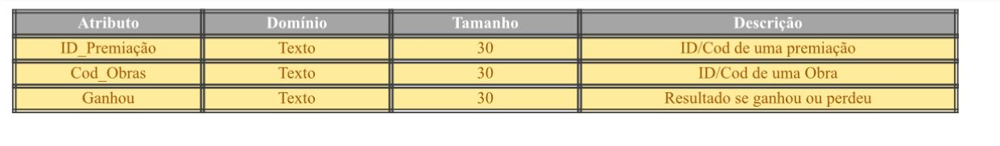 Atributo Domínio Tamanho Descrição
ID_Premiação Texto 30 ID/Cod de uma premiação
Cod_Obras Texto 30 ID/Cod de uma Obra
Ganhou Texto 30 Resultado se ganhou ou perdeu